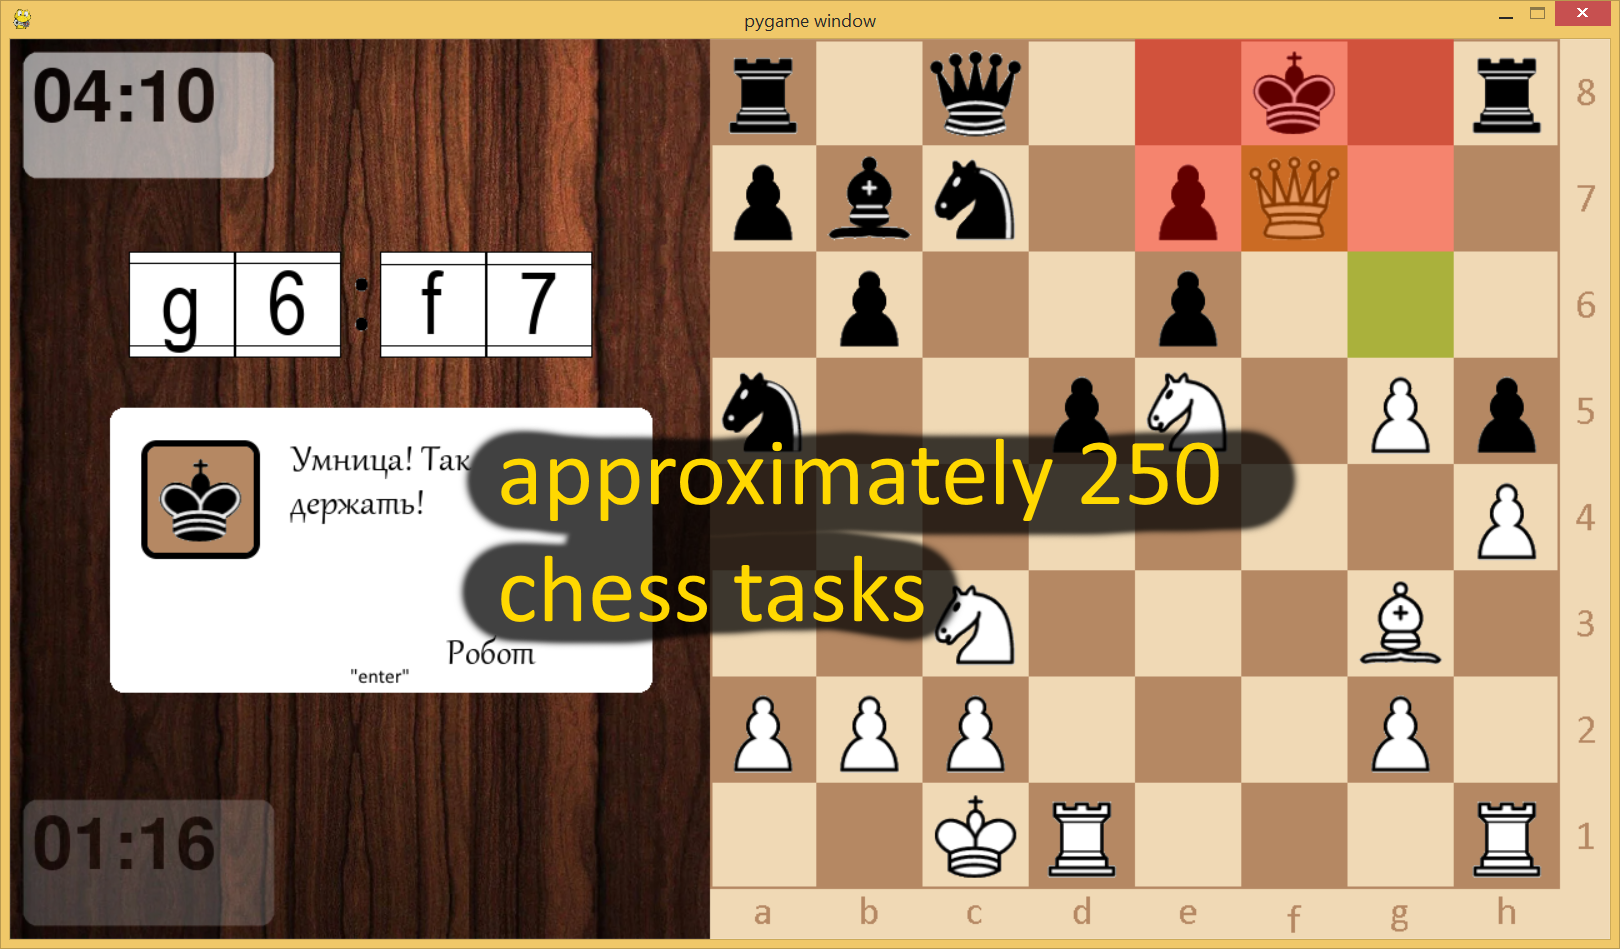 pygame window
04:10
g 6 : f 7
Умница! Так
держать!
Робот
"enter"
01:16
approximately 250
chess tasks
8
7
6
5
4
3
2
1
a b c d e f g h